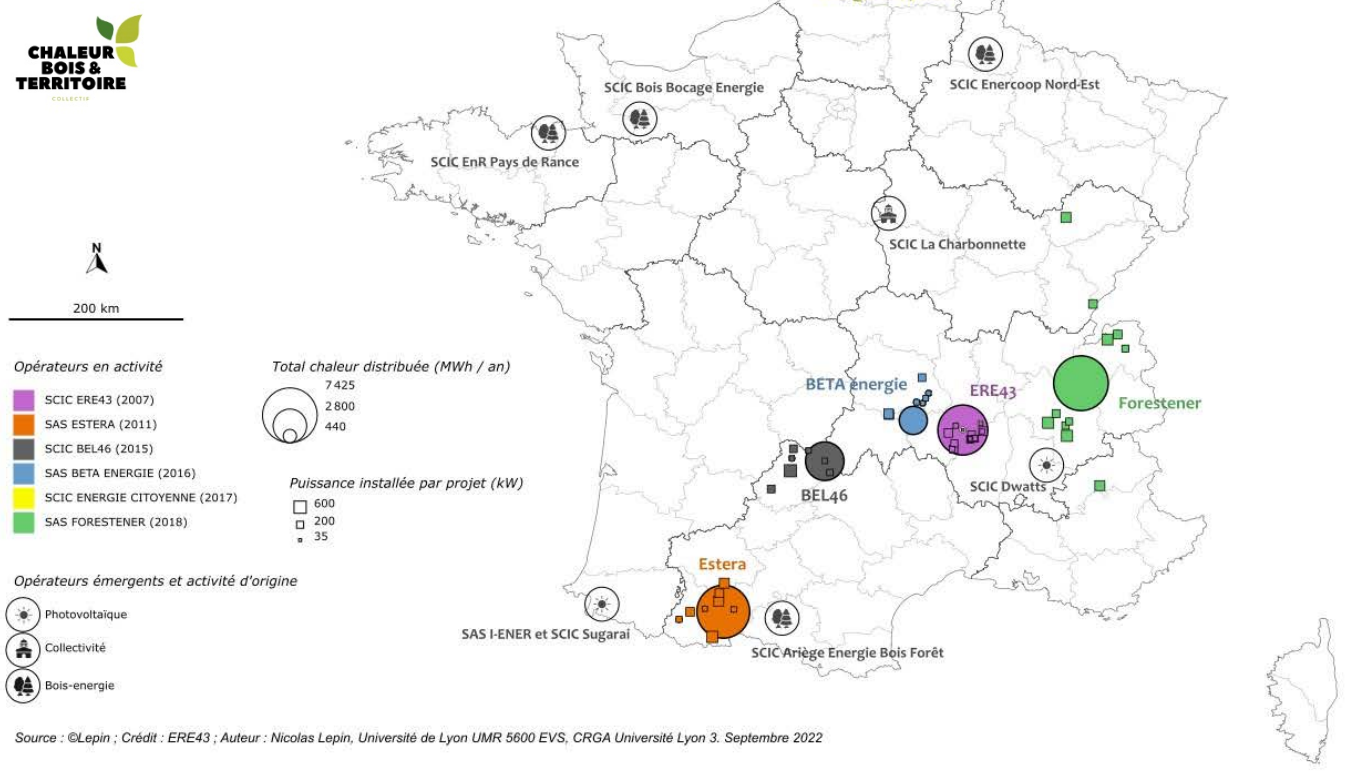 CHALEUR
BOIS &
TERRITOIRE
COLLECTIF
SCIC Bois Bocage Energie
SCIC Enercoop Nord-Est
SCIC EnR Pays de Rance
SCIC La Charbonnette
N
200 km
Opérateurs en activité
SCIC ERE43 (2007)
SAS ESTERA (2011)
SCIC BEL46 (2015)
SAS BETA ENERGIE (2016)
SCIC ENERGIE CITOYENNE (2017)
SAS FORESTENER (2018)
Total chaleur distribuée (MWh / an)
7 425
2 800
440
Puissance installée par projet (kW)
600
200
35
BETA énergie
ERE43
Forestener
SCIC Dwatts
BEL46
Estera
SAS I-ENER et SCIC Sugarai
SCIC Ariège Energie Bois Forêt
Opérateurs émergents et activité d'origine
Photovoltaïque
Collectivité
Bois-energie
Source : ©Lepin ; Crédit : ERE43 ; Auteur : Nicolas Lepin, Université de Lyon UMR 5600 EVS, CRGA Université Lyon 3. Septembre 2022